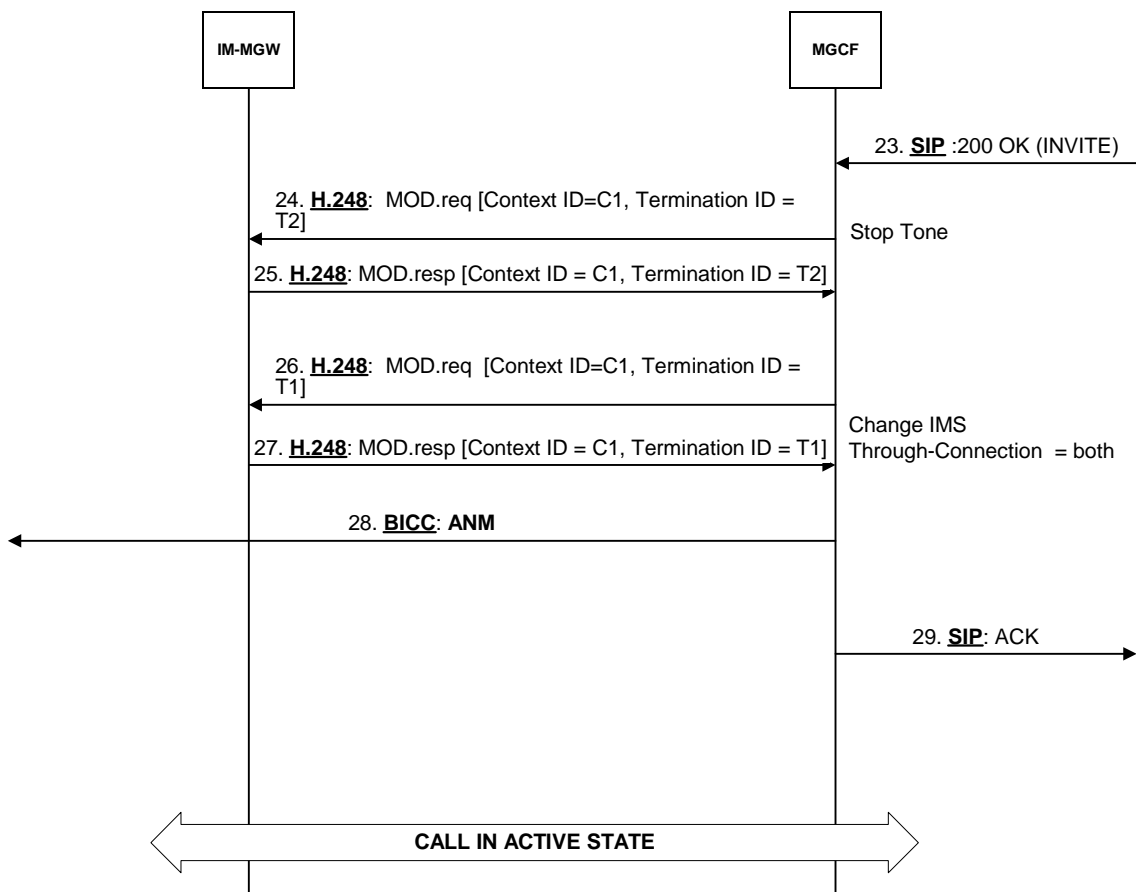 IM-MGW
MGCF
23. SIP :200 OK (INVITE)
24. H.248: MOD.req [Context ID=C1, Termination ID =
T2]
Stop Tone
25. H.248: MOD.resp [Context ID = C1, Termination ID = T2]
26. H.248: MOD.req [Context ID=C1, Termination ID =
T1]
Change IMS
Through-Connection = both
27. H.248: MOD.resp [Context ID = C1, Termination ID = T1]
28. BICC: ANM
29. SIP: ACK
CALL IN ACTIVE STATE